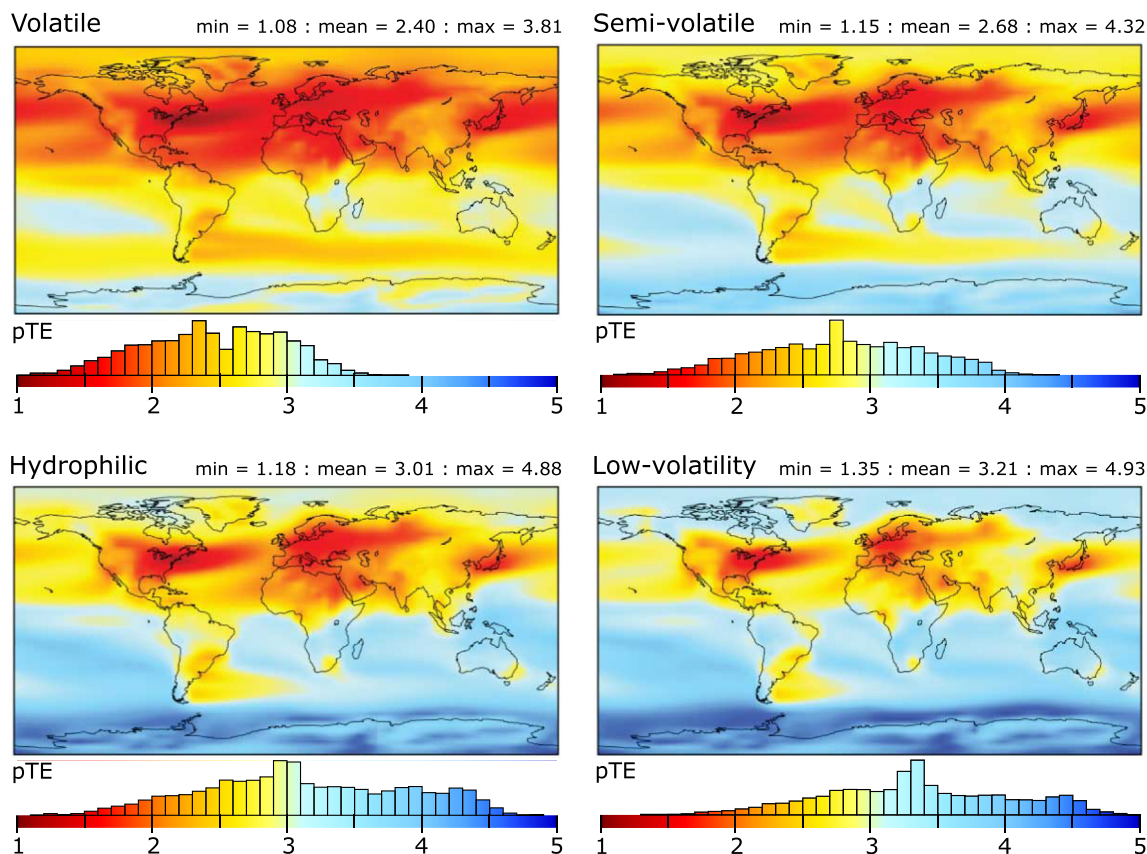 Volatile min = 1.08 : mean = 2.40 : max = 3.81
Semi-volatile min = 1.15 : mean = 2.68 : max = 4.32
pTE
1 2 3 4 5
pTE
1 2 3 4 5
Hydrophilic min = 1.18 : mean = 3.01 : max = 4.88
Low-volatility min = 1.35 : mean = 3.21 : max = 4.93
pTE
1 2 3 4 5
pTE
1 2 3 4 5